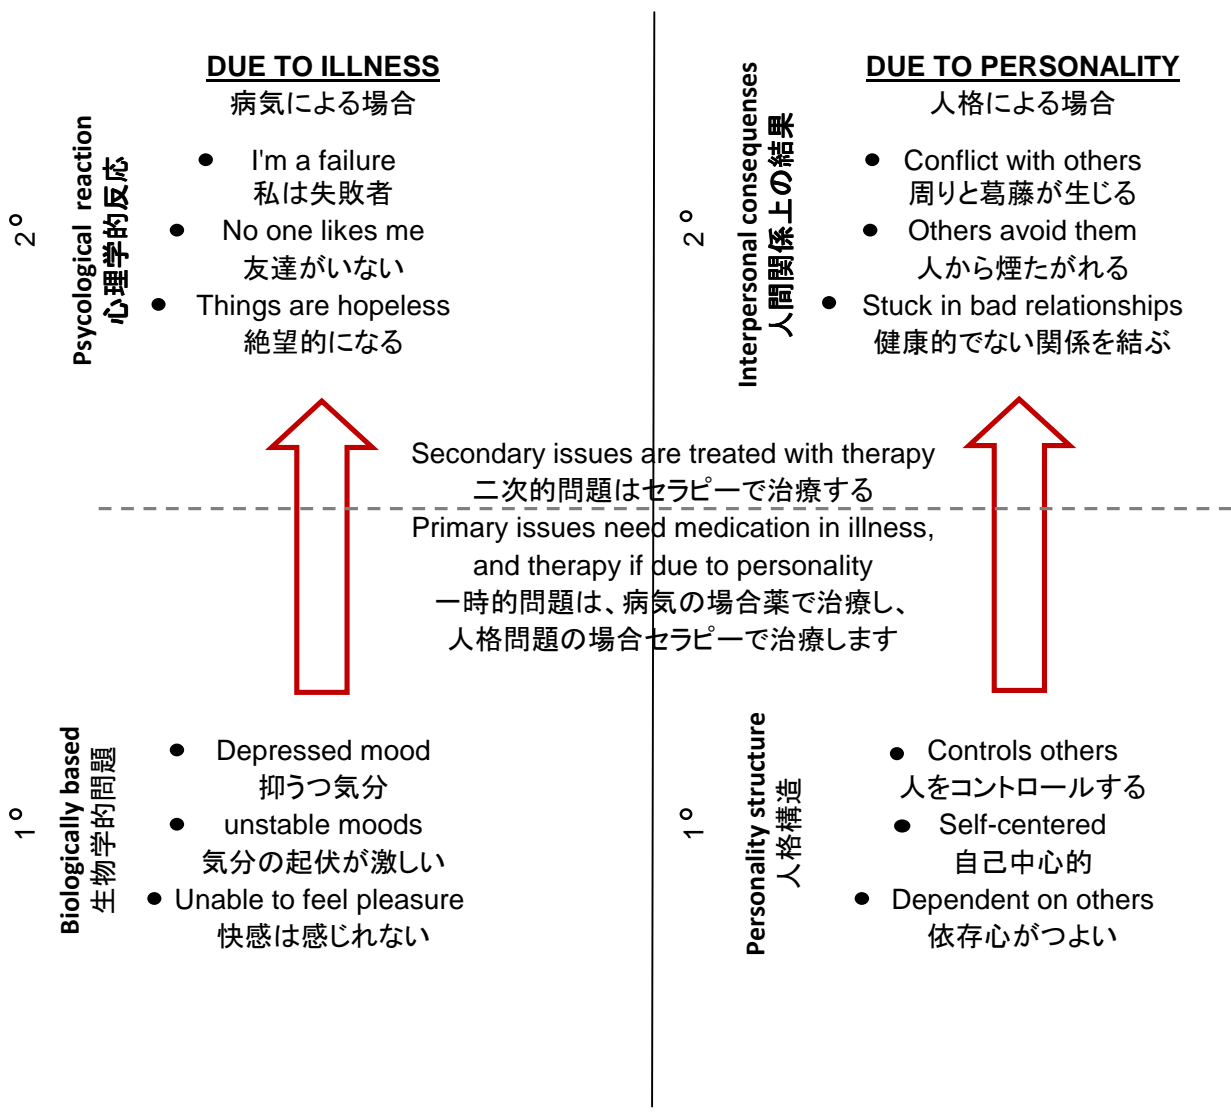 DUE TO ILLNESS
病気による場合
2°
Psycological reaction
心理学的反応
● I'm a failure
私は失敗者
● No one likes me
友達がいない
● Things are hopeless
絶望的になる
DUE TO PERSONALITY
人格による場合
2°
Interpersonal consequenses
人間関係上の結果
● Conflict with others
周りと葛藤が生じる
● Others avoid them
人から煙たがれる
● Stuck in bad relationships
健康的でない関係を結ぶ
Secondary issues are treated with therapy
二次的問題はセラピーで治療する
Primary issues need medication in illness,
and therapy if due to personality
一時的問題は、病気の場合薬で治療し、
人格問題の場合セラピーで治療します
1°
Biologically based
生物学的問題
● Depressed mood
抑うつ気分
● unstable moods
気分の起伏が激しい
● Unable to feel pleasure
快感は感じれない
1°
Personality structure
人格構造
● Controls others
人をコントロールする
● Self-centered
自己中心的
● Dependent on others
依存心がつよい